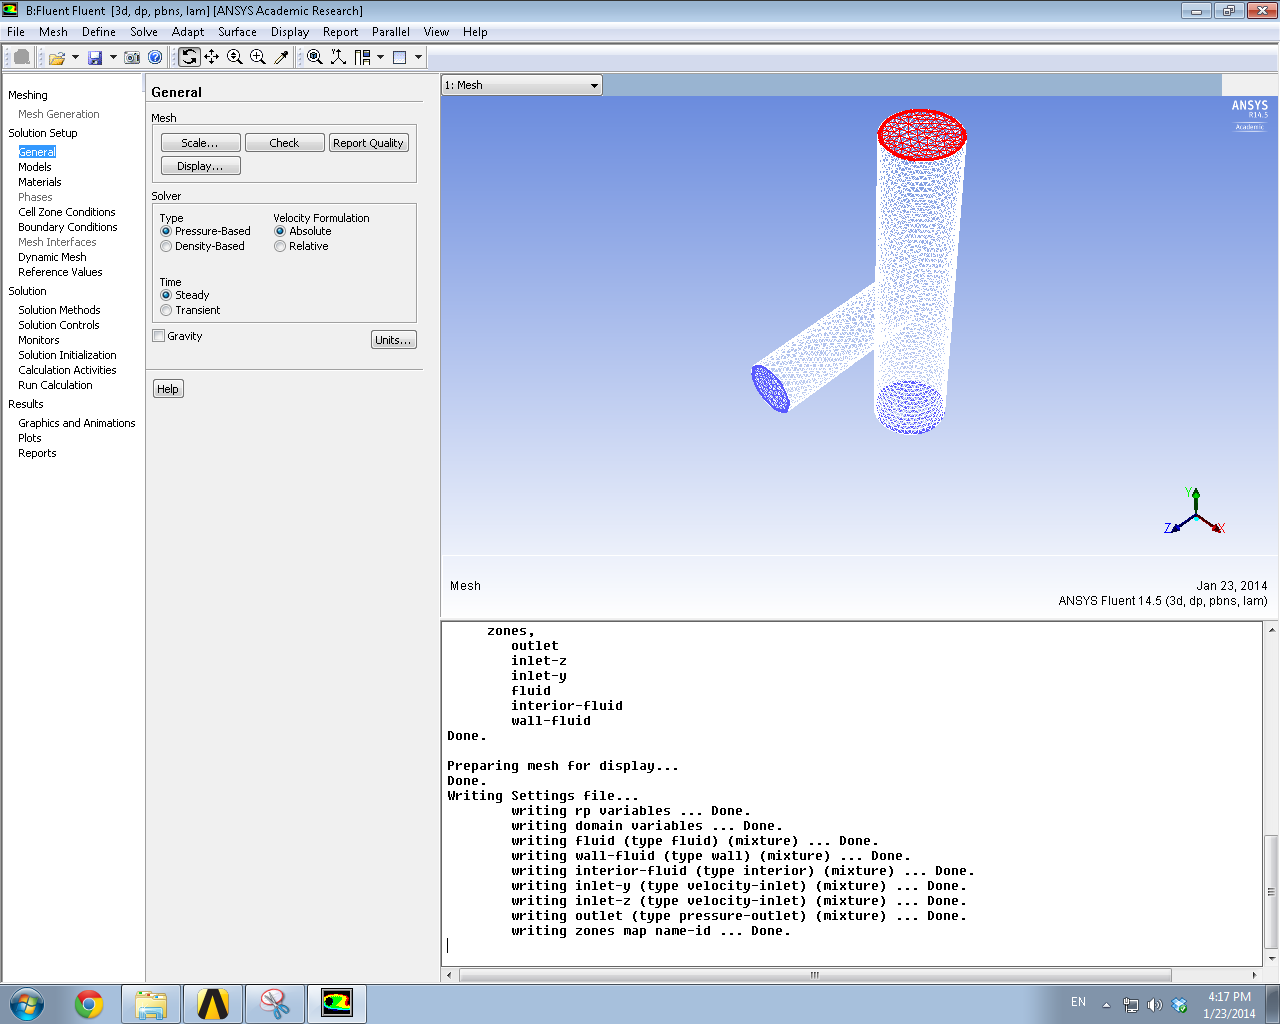 B:Fluent Fluent [3d, dp, pbns, lam] [ANSYS Academic Research]
File Mesh Define Solve Adapt Surface Display Report Parallel View Help
Meshing
Mesh Generation
Solution Setup
General
Models
Materials
Phases
Cell Zone Conditions
Boundary Conditions
Mesh Interfaces
Dynamic Mesh
Reference Values
Solution
Solution Methods
Solution Controls
Monitors
Solution Initialization
Calculation Activities
Run Calculation
Results
Graphics and Animations
Plots
Reports
General
Mesh
Scale... Check Report Quality
Display...
Solver
Type Velocity Formulation
Pressure-Based Absolute
Density-Based Relative
Time
Steady
Transient
Gravity Units...
Help
1: Mesh
ANSYS
R14.5
Academic
Y
Z X
Mesh Jan 23, 2014
ANSYS Fluent 14.5 (3d, dp, pbns, lam)
zones,
outlet
inlet-z
inlet-y
fluid
interior-fluid
wall-fluid
Done.
Preparing mesh for display...
Done.
Writing Settings file...
writing rp variables ... Done.
writing domain variables ... Done.
writing fluid (type fluid) (mixture) ... Done.
writing wall-fluid (type wall) (mixture) ... Done.
writing interior-fluid (type interior) (mixture) ... Done.
writing inlet-y (type velocity-inlet) (mixture) ... Done.
writing inlet-z (type velocity-inlet) (mixture) ... Done.
writing outlet (type pressure-outlet) (mixture) ... Done.
writing zones map name-id ... Done.
EN
4:17 PM
1/23/2014